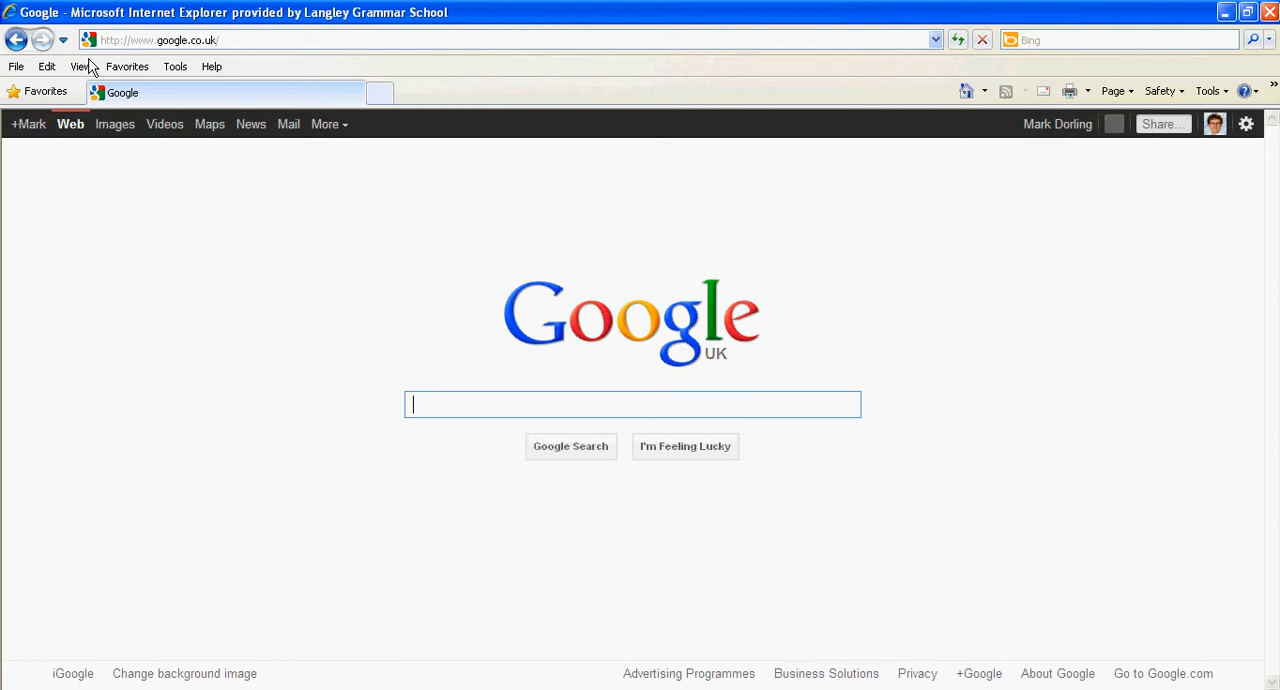 Google - Microsoft Internet Explorer provided by Langley Grammar School
http://www.google.co.uk/
Bing
File Edit View Favorites Tools Help
Favorites Google Page Safety Tools
+Mark Web Images Videos Maps News Mail More Mark Dorling Share...
Google
UK
Google Search I'm Feeling Lucky
iGoogle Change background image Advertising Programmes Business Solutions Privacy +Google About Google Go to Google.com